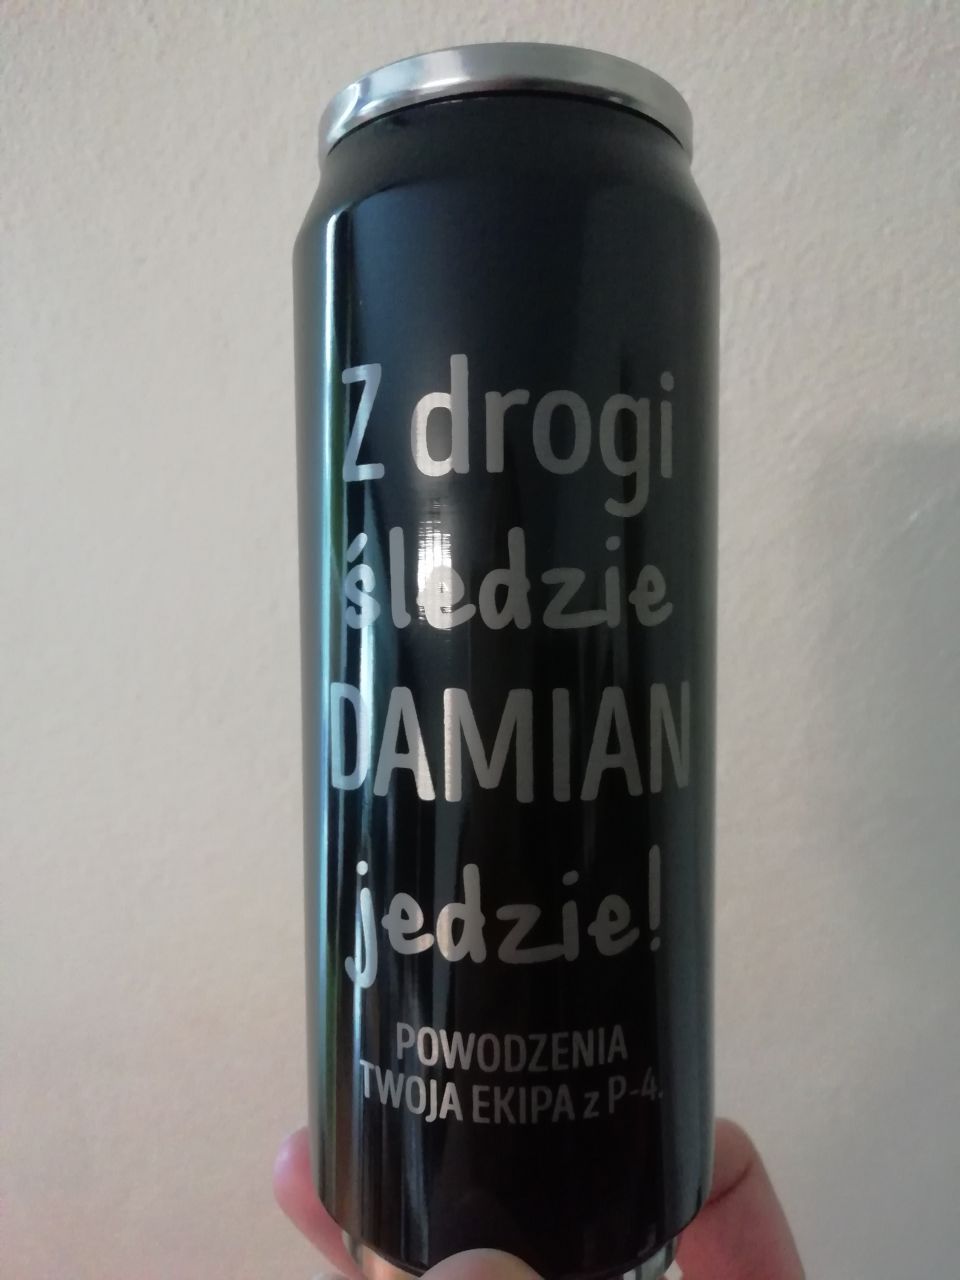 Z drogi
śledzie
DAMIAN
jedzie!
POWODZENIA
TWOJA EKIPA z P-4.